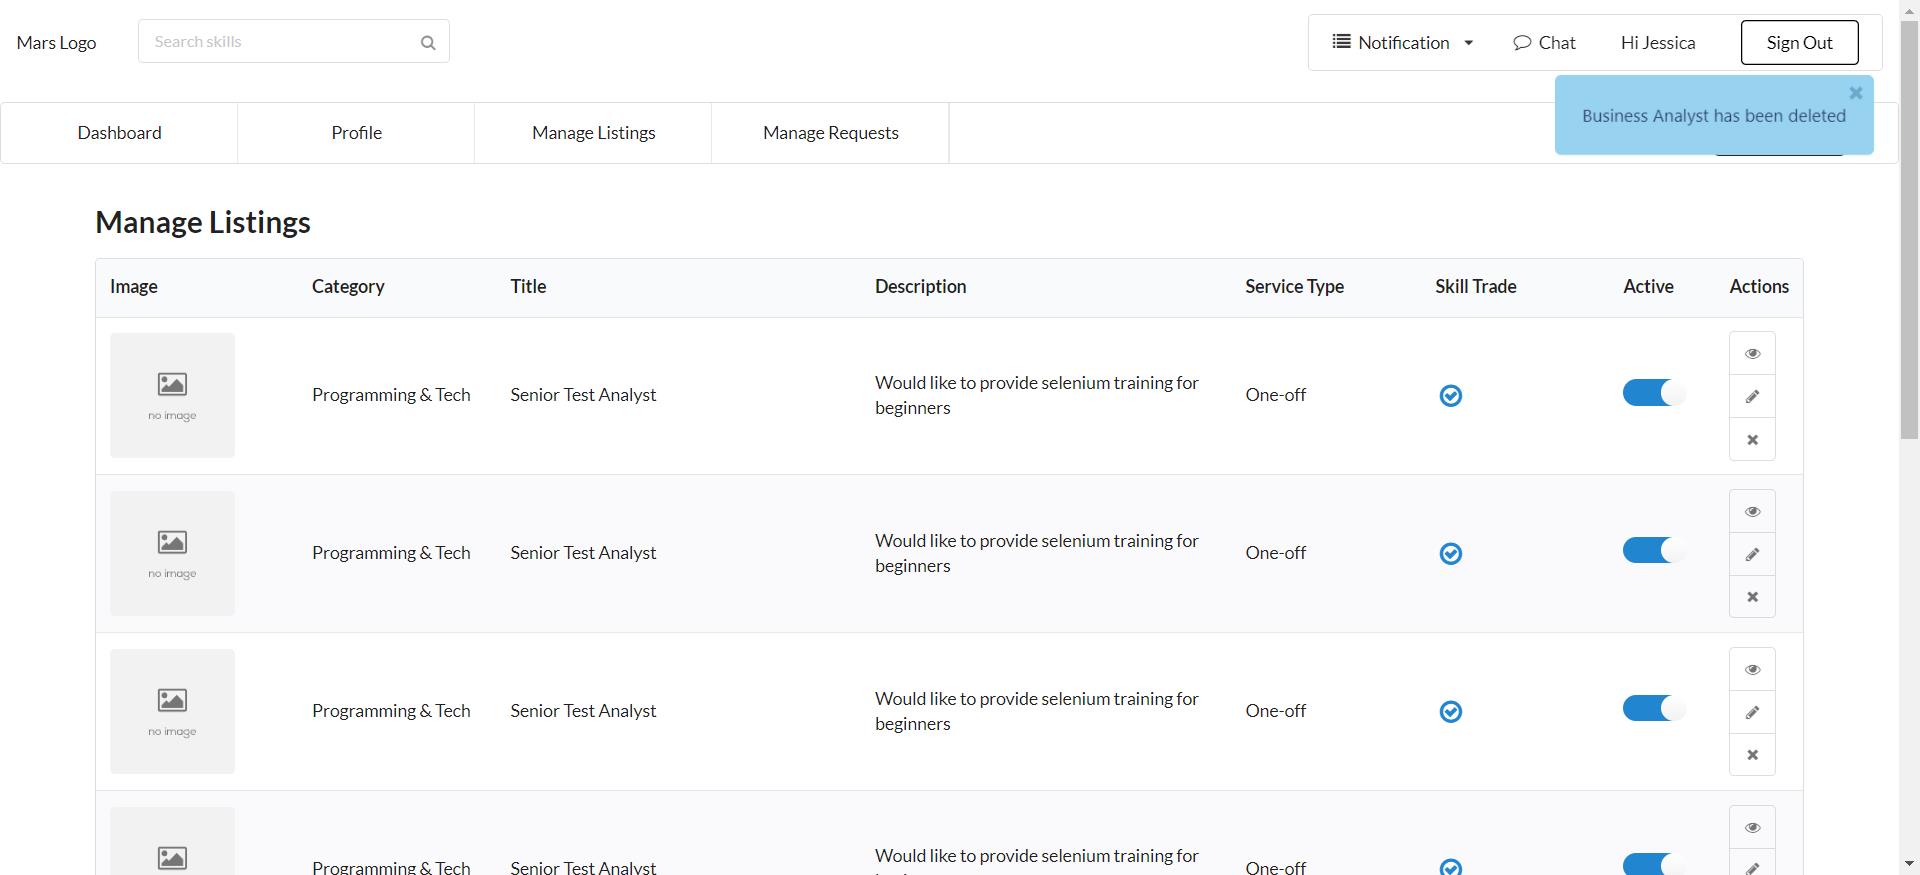 Mars Logo
Search skills
Notification
Chat
Hi Jessica
Sign Out
Business Analyst has been deleted
Dashboard
Profile
Manage Listings
Manage Requests
Manage Listings
Image Category Title Description Service Type Skill Trade Active Actions
no image
Programming & Tech
Senior Test Analyst
Would like to provide selenium training for
beginners
One-off
no image
Programming & Tech
Senior Test Analyst
Would like to provide selenium training for
beginners
One-off
no image
Programming & Tech
Senior Test Analyst
Would like to provide selenium training for
beginners
One-off
Programming & Tech
Senior Test Analyst
Would like to provide selenium training for
One-off